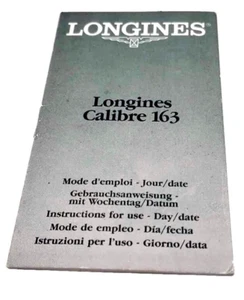 LONGINES®
Longines
Calibre 163
Mode d'emploi - Jour/date
Gebrauchsanweisung -
mit Wochentag/Datum
Instructions for use - Day/date
Mode de empleo - Día/fecha
Istruzioni per l'uso - Giorno/data